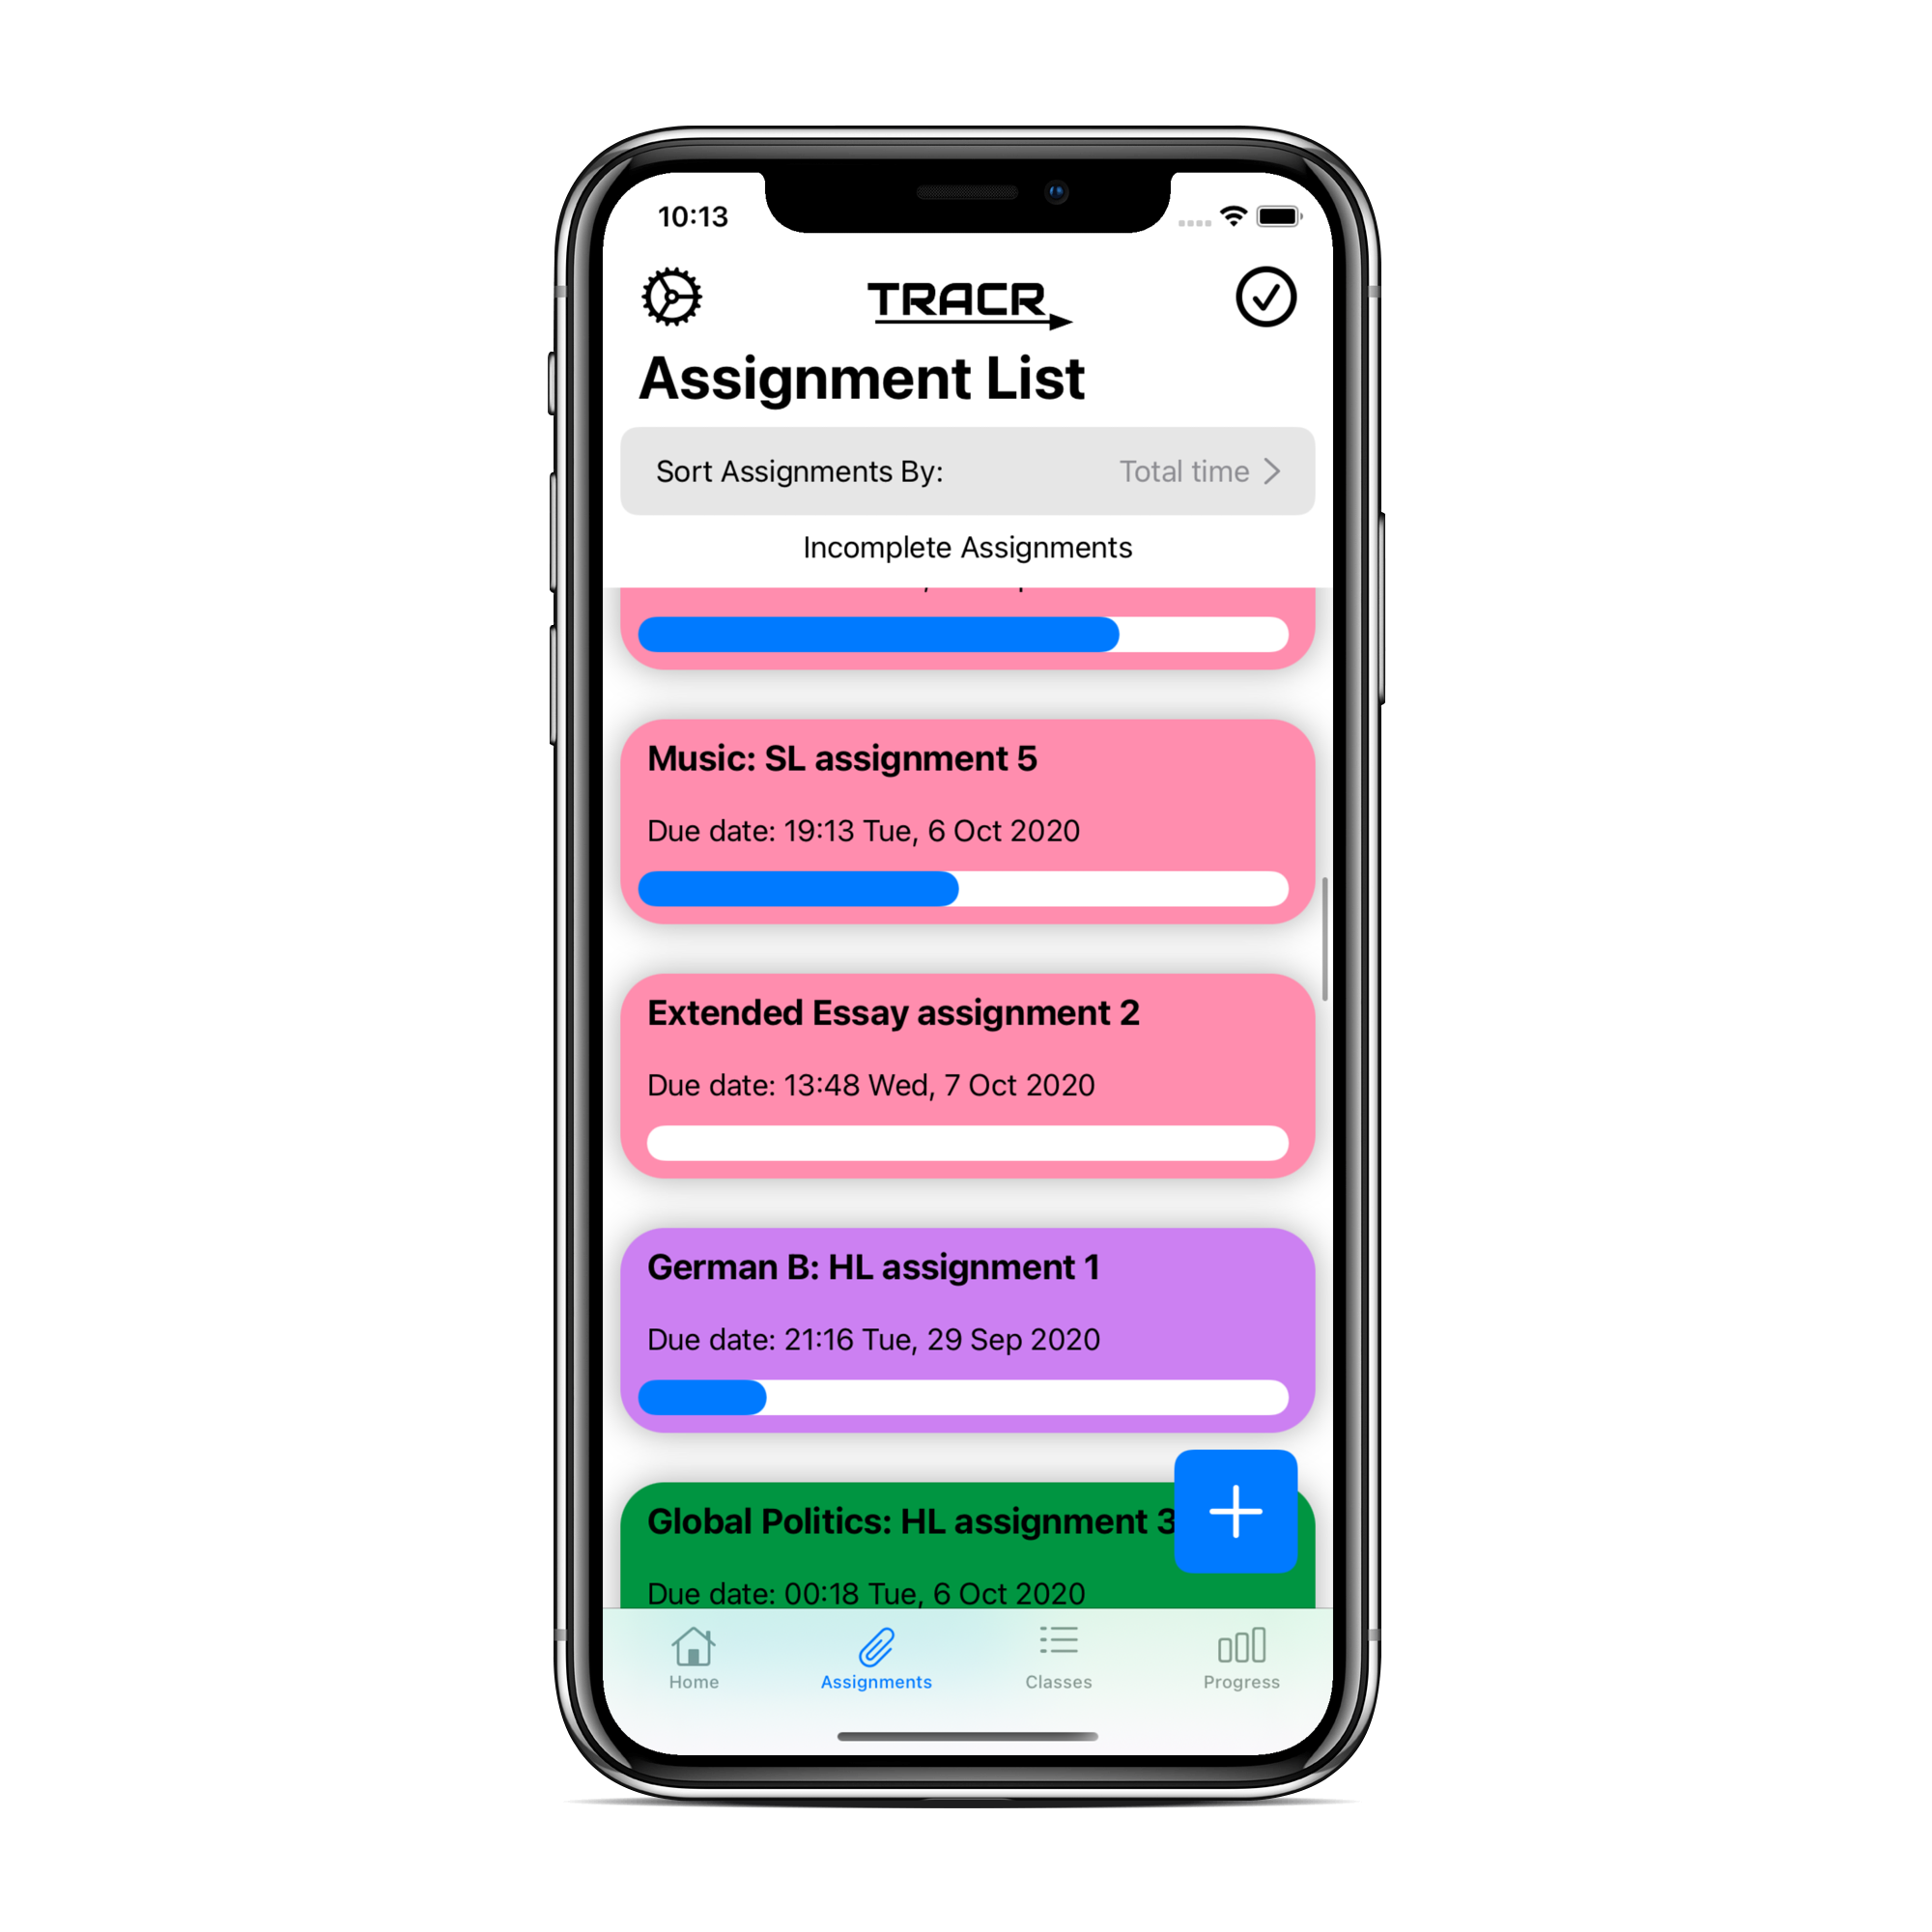 10:13
TRACR
Assignment List
Sort Assignments By: Total time
Incomplete Assignments
Music: SL assignment 5
Due date: 19:13 Tue, 6 Oct 2020
Extended Essay assignment 2
Due date: 13:48 Wed, 7 Oct 2020
German B: HL assignment 1
Due date: 21:16 Tue, 29 Sep 2020
Global Politics: HL assignment 3
Due date: 00:18 Tue, 6 Oct 2020
Home Assignments Classes Progress